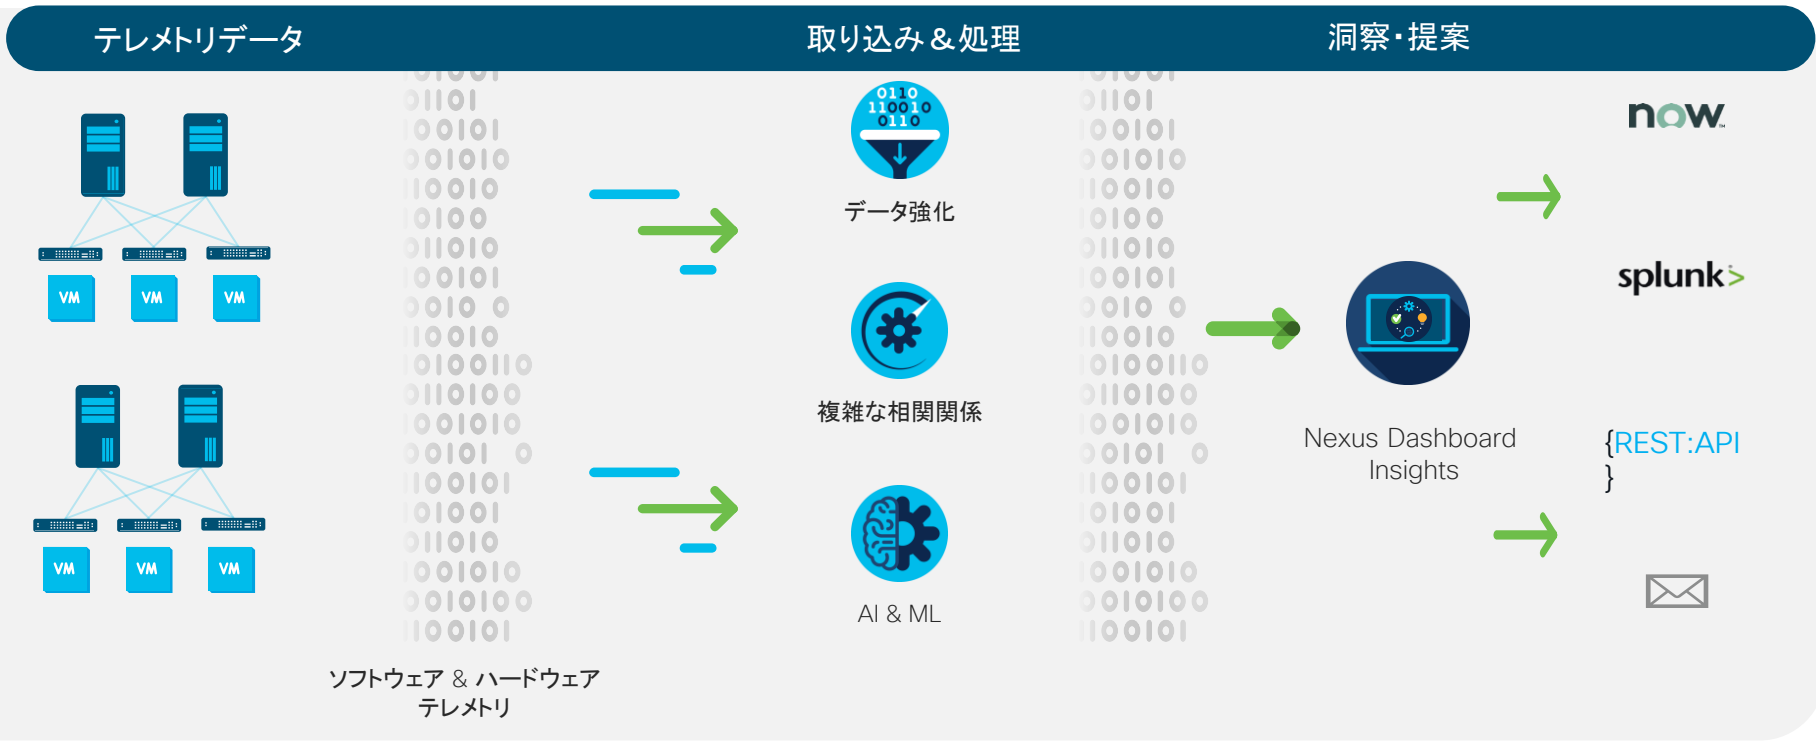 テレメトリデータ
取り込み＆処理
洞察・提案
0110
110010
0110
データ強化
複雑な相関関係
AI & ML
VM
VM
VM
VM
VM
VM
ソフトウェア & ハードウェア
テレメトリ
Nexus Dashboard
Insights
now
splunk>
{REST:API
}